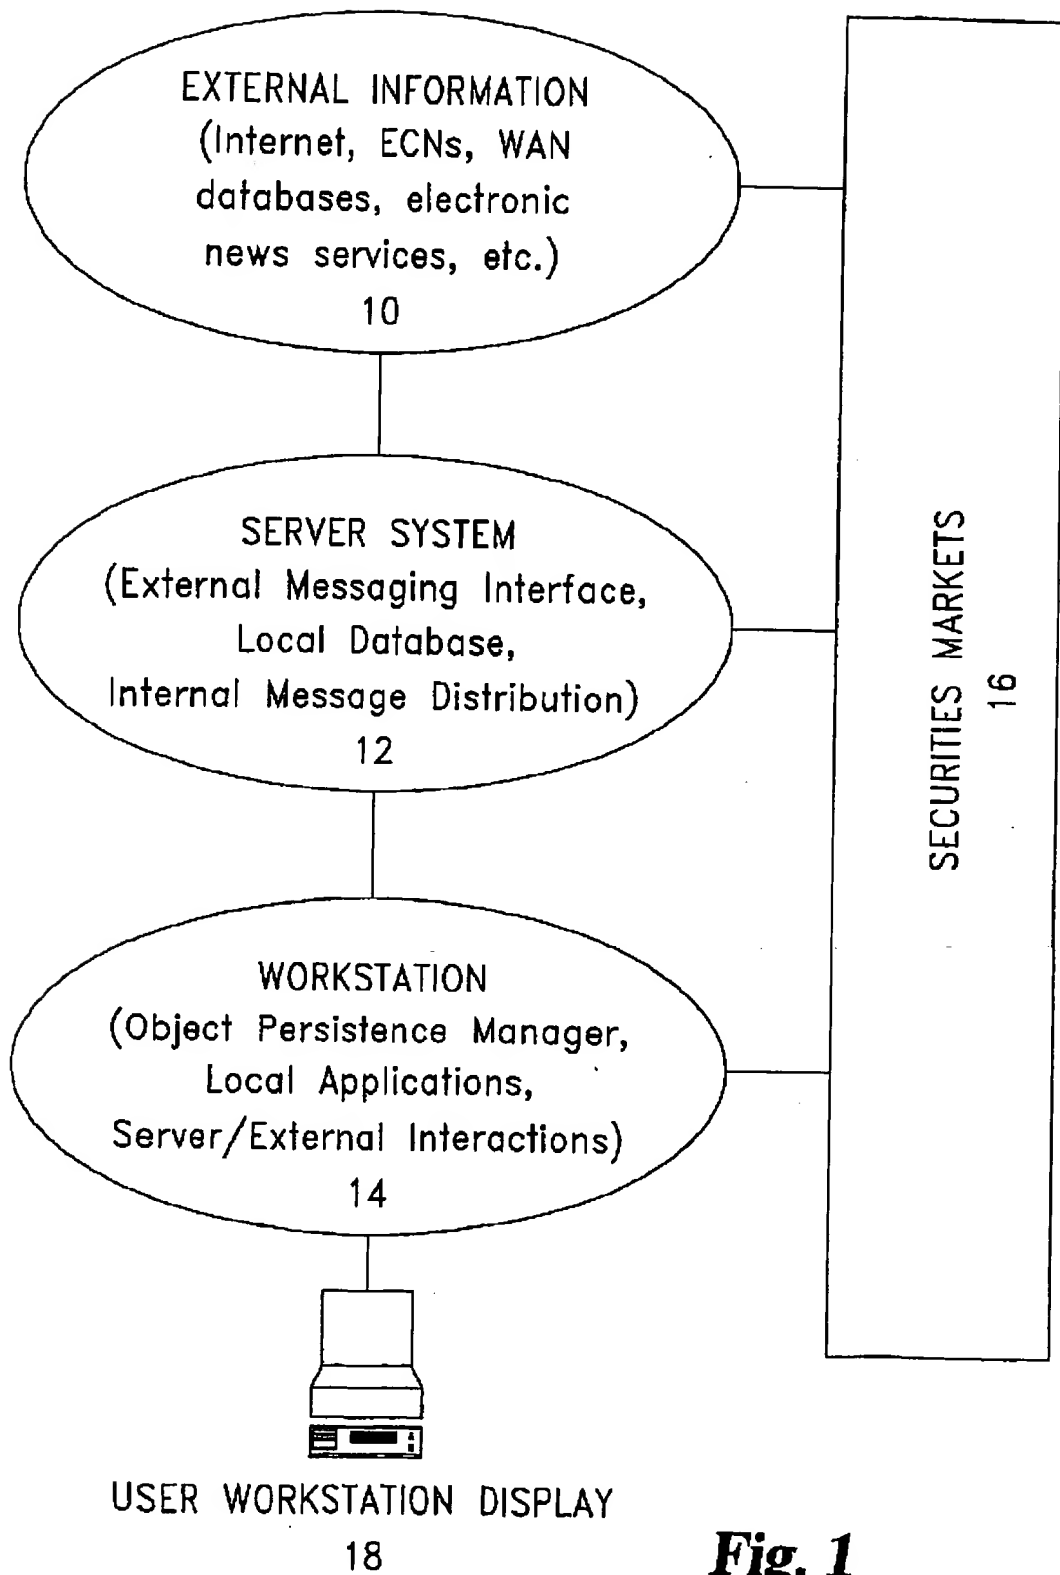 EXTERNAL INFORMATION
(Internet, ECNs, WAN
databases, electronic
news services, etc.)
10
SERVER SYSTEM
(External Messaging Interface,
Local Database,
Internal Message Distribution)
12
WORKSTATION
(Object Persistence Manager,
Local Applications,
Server/External Interactions)
14
SECURITIES MARKETS
16
USER WORKSTATION DISPLAY
18
Fig. 1